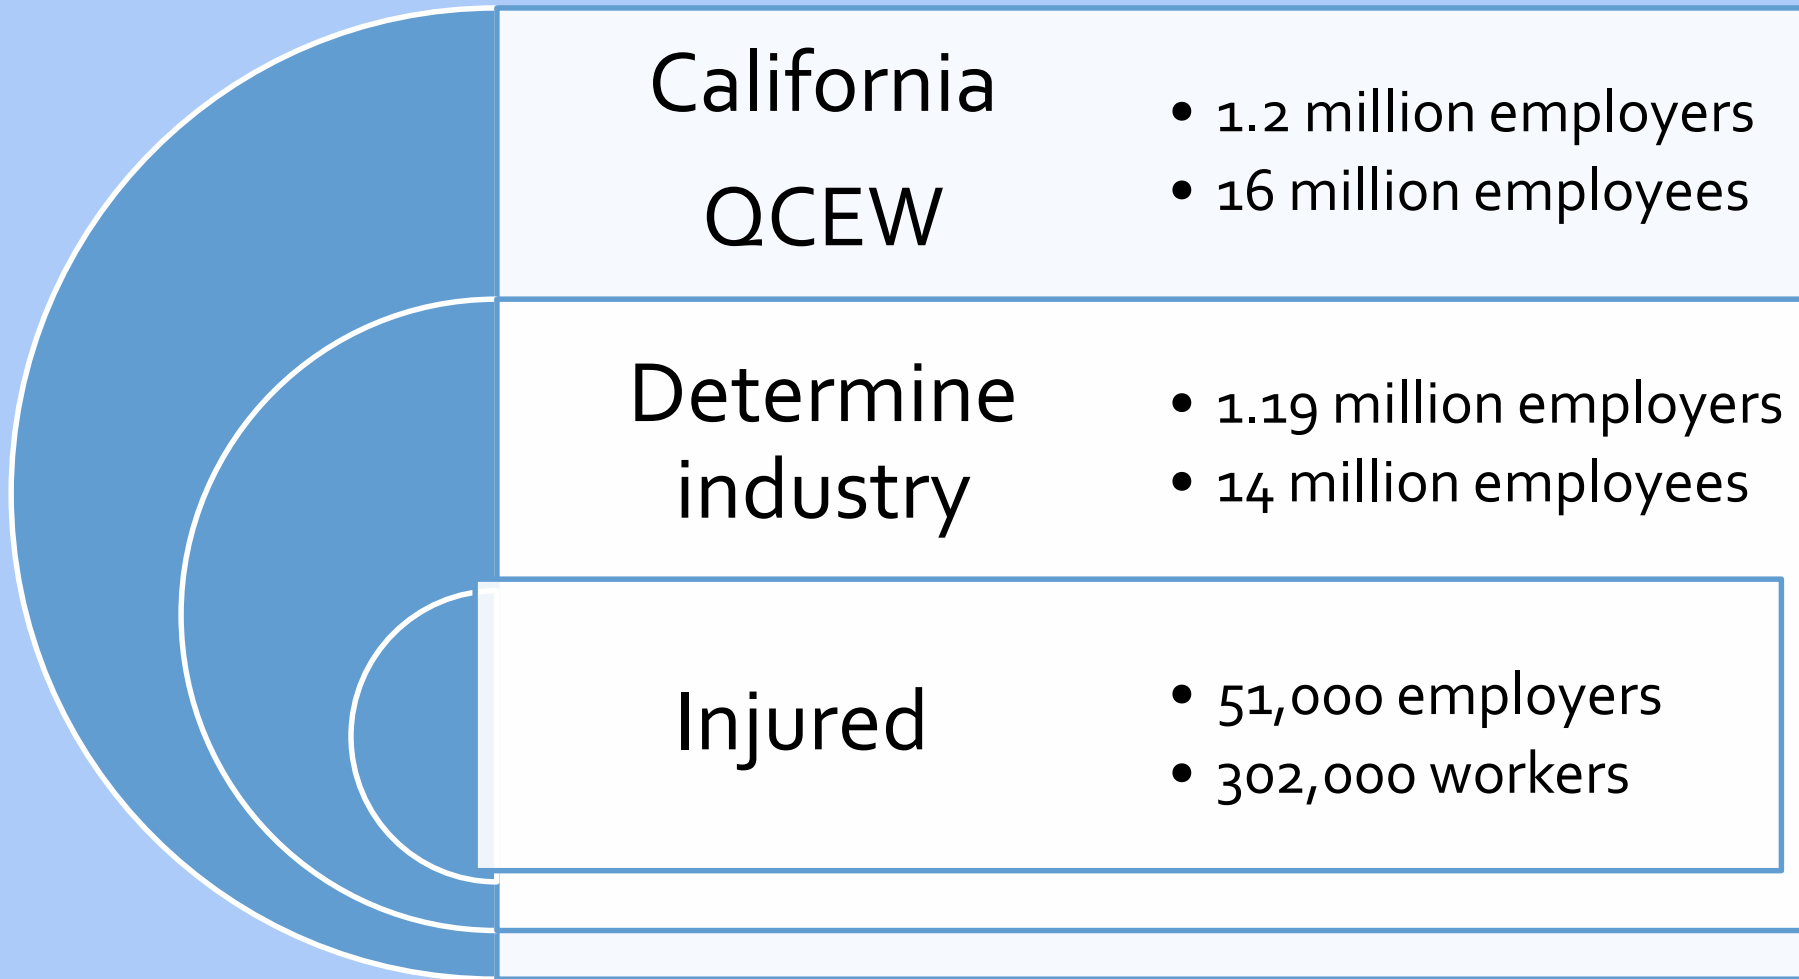 California
QCEW
• 1.2 million employers
• 16 million employees
Determine
industry
• 1.19 million employers
• 14 million employees
Injured
• 51,000 employers
• 302,000 workers